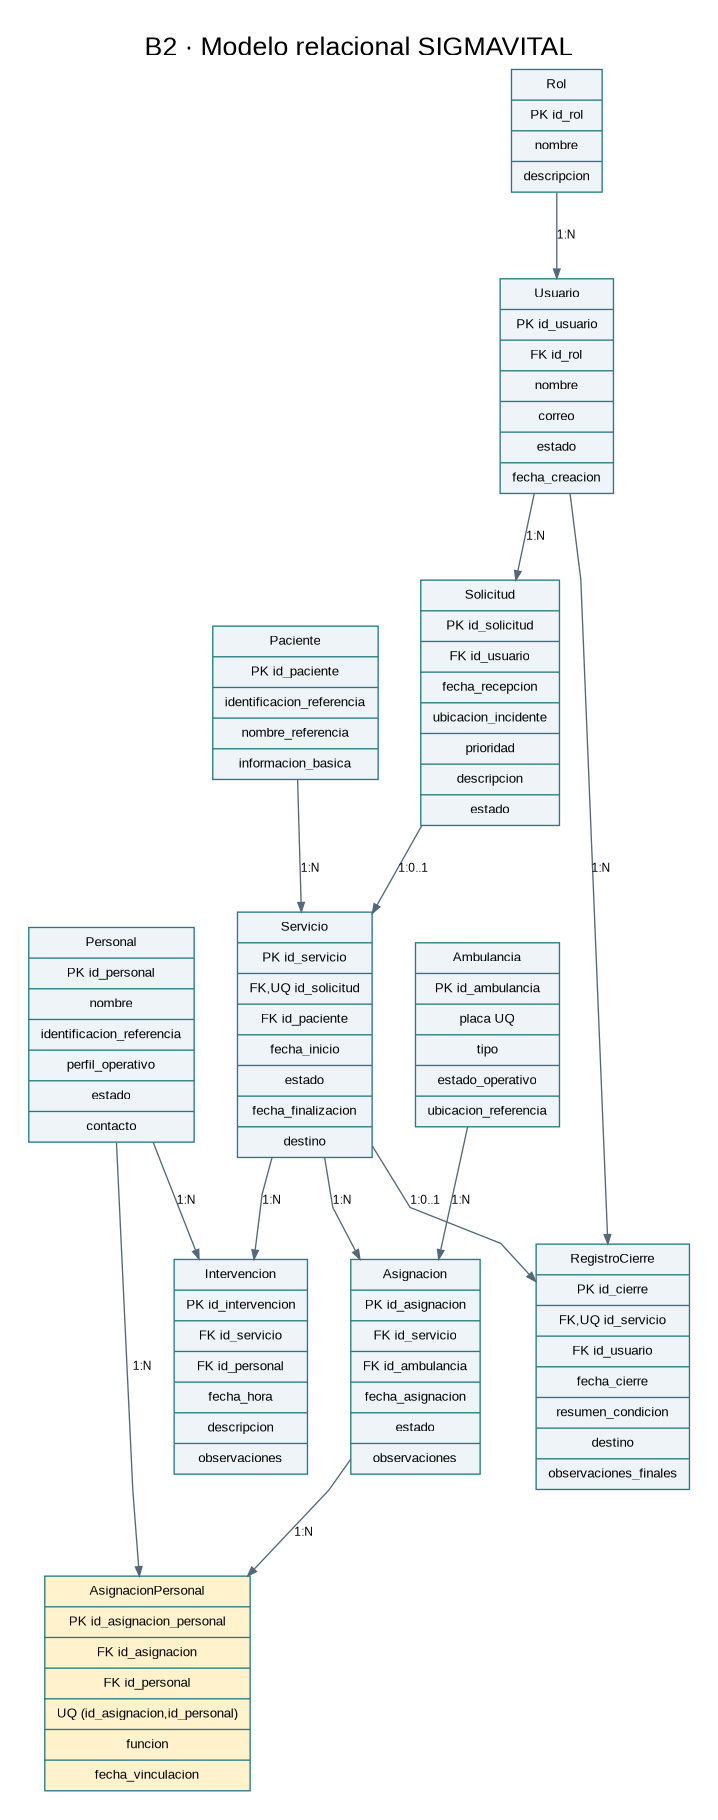 B2 · Modelo relacional SIGMAVITAL
Rol
PK id_rol
nombre
descripcion
1:N
Usuario
PK id_usuario
FK id_rol
nombre
correo
estado
fecha_creacion
1:N
Solicitud
PK id_solicitud
FK id_usuario
fecha_recepcion
ubicacion_incidente
prioridad
descripcion
estado
Paciente
PK id_paciente
identificacion_referencia
nombre_referencia
informacion_basica
1:N
1:0..1
1:N
Personal
PK id_personal
nombre
identificacion_referencia
perfil_operativo
estado
contacto
Servicio
PK id_servicio
FK,UQ id_solicitud
FK id_paciente
fecha_inicio
estado
fecha_finalizacion
destino
Ambulancia
PK id_ambulancia
placa UQ
tipo
estado_operativo
ubicacion_referencia
1:N
1:N
1:N
1:0..1
1:N
Intervencion
PK id_intervencion
FK id_servicio
FK id_personal
fecha_hora
descripcion
observaciones
Asignacion
PK id_asignacion
FK id_servicio
FK id_ambulancia
fecha_asignacion
estado
observaciones
RegistroCierre
PK id_cierre
FK,UQ id_servicio
FK id_usuario
fecha_cierre
resumen_condicion
destino
observaciones_finales
1:N
1:N
AsignacionPersonal
PK id_asignacion_personal
FK id_asignacion
FK id_personal
UQ (id_asignacion,id_personal)
funcion
fecha_vinculacion